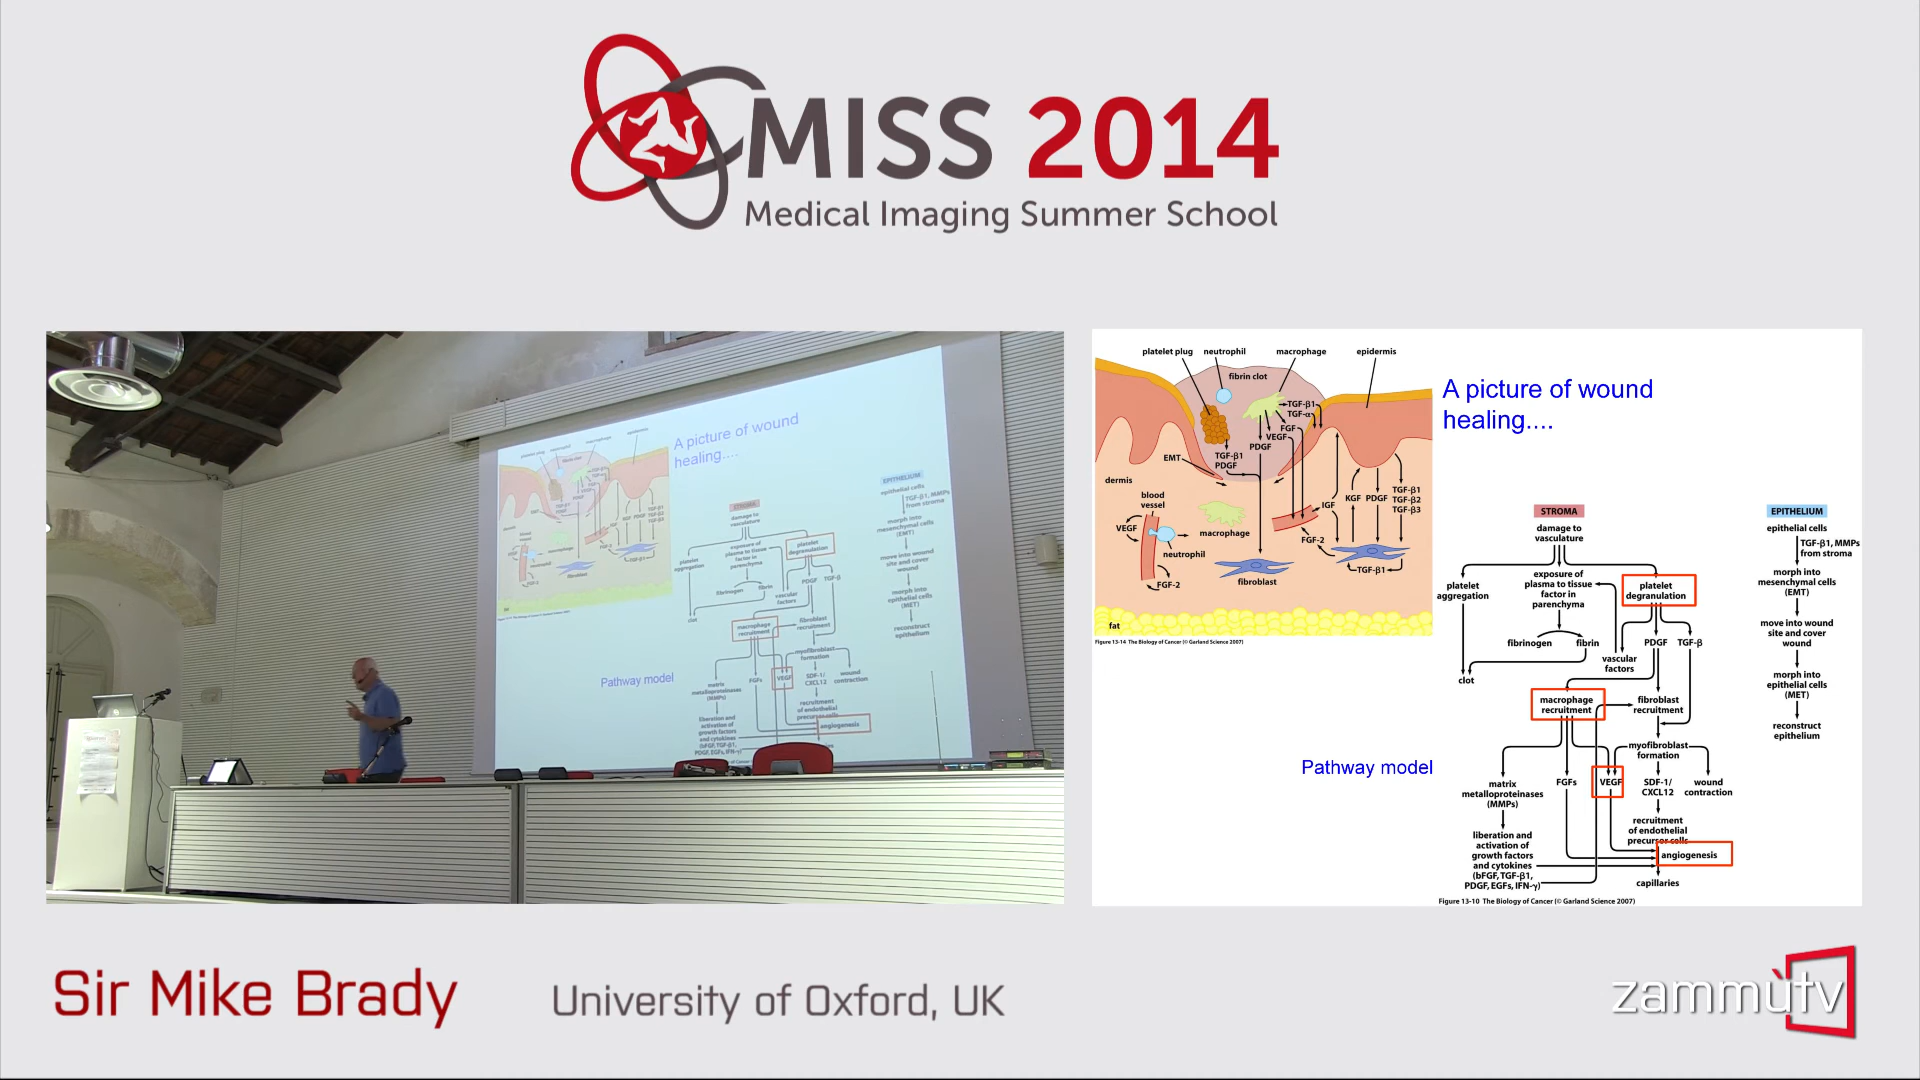 MISS 2014
Medical Imaging Summer School
A picture of wound
healing....
Pathway model
platelet plug
neutrophil
macrophage
epidermis
fibrin clot
TGF-β1
TGF-α
FGF
VEGF
PDGF
TGF-β1
PDGF
EMT
dermis
blood
vessel
VEGF
neutrophil
FGF-2
macrophage
fibroblast
FGF-2
IGF
KGF
PDGF
TGF-β1
TGF-β2
TGF-β3
TGF-β1
fat
Figure 13-14 The Biology of Cancer (© Garland Science 2007)
A picture of wound
healing....
STROMA
damage to
vasculature
platelet
aggregation
exposure of
plasma to tissue
factor in
parenchyma
platelet
degranulation
fibrinogen
fibrin
vascular
factors
PDGF
TGF-β
clot
macrophage
recruitment
fibroblast
recruitment
myofibroblast
formation
matrix
metalloproteinases
(MMPs)
FGFs
VEGF
SDF-1/
CXCL12
wound
contraction
recruitment
of endothelial
precursor cells
liberation and
activation of
growth factors
and cytokines
(bFGF, TGF-β1,
PDGF, EGFs, IFN-γ)
angiogenesis
capillaries
EPITHELIUM
epithelial cells
TGF-β1, MMPs
from stroma
morph into
mesenchymal cells
(EMT)
move into wound
site and cover
wound
morph into
epithelial cells
(MET)
reconstruct
epithelium
Pathway model
Figure 13-10 The Biology of Cancer (© Garland Science 2007)
Sir Mike Brady
University of Oxford, UK
zammùtv